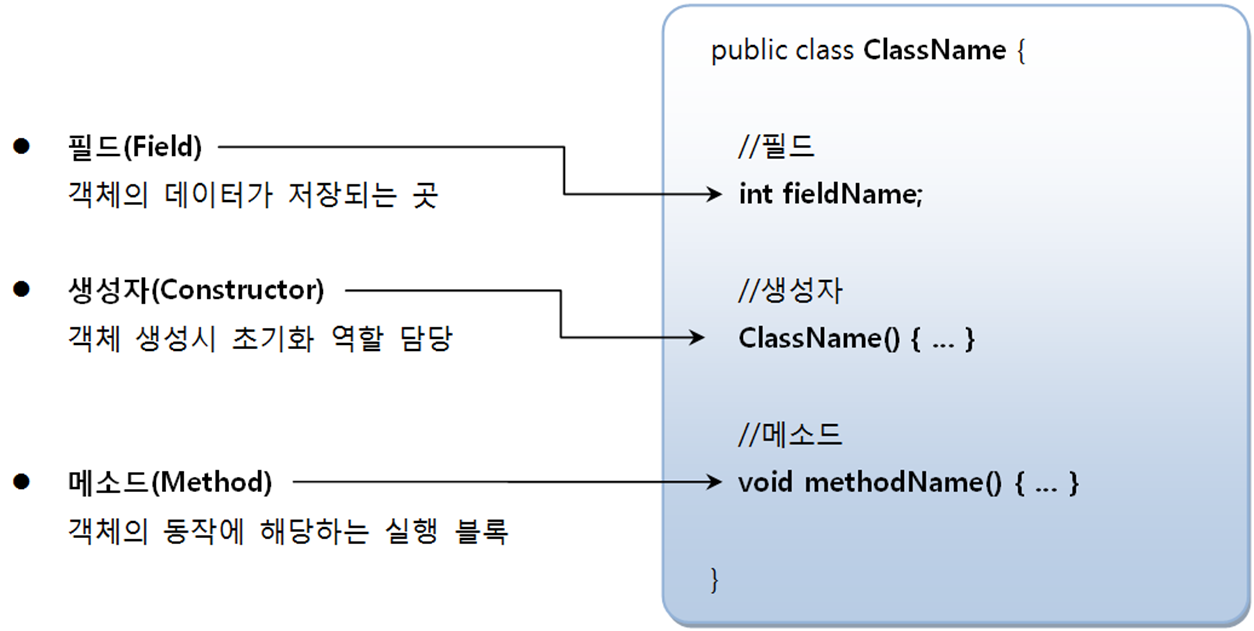 ● 필드(Field)
객체의 데이터가 저장되는 곳
● 생성자(Constructor)
객체 생성시 초기화 역할 담당
● 메소드(Method)
객체의 동작에 해당하는 실행 블록
public class ClassName {
//필드
int fieldName;
//생성자
ClassName() { ... }
//메소드
void methodName() { ... }
}